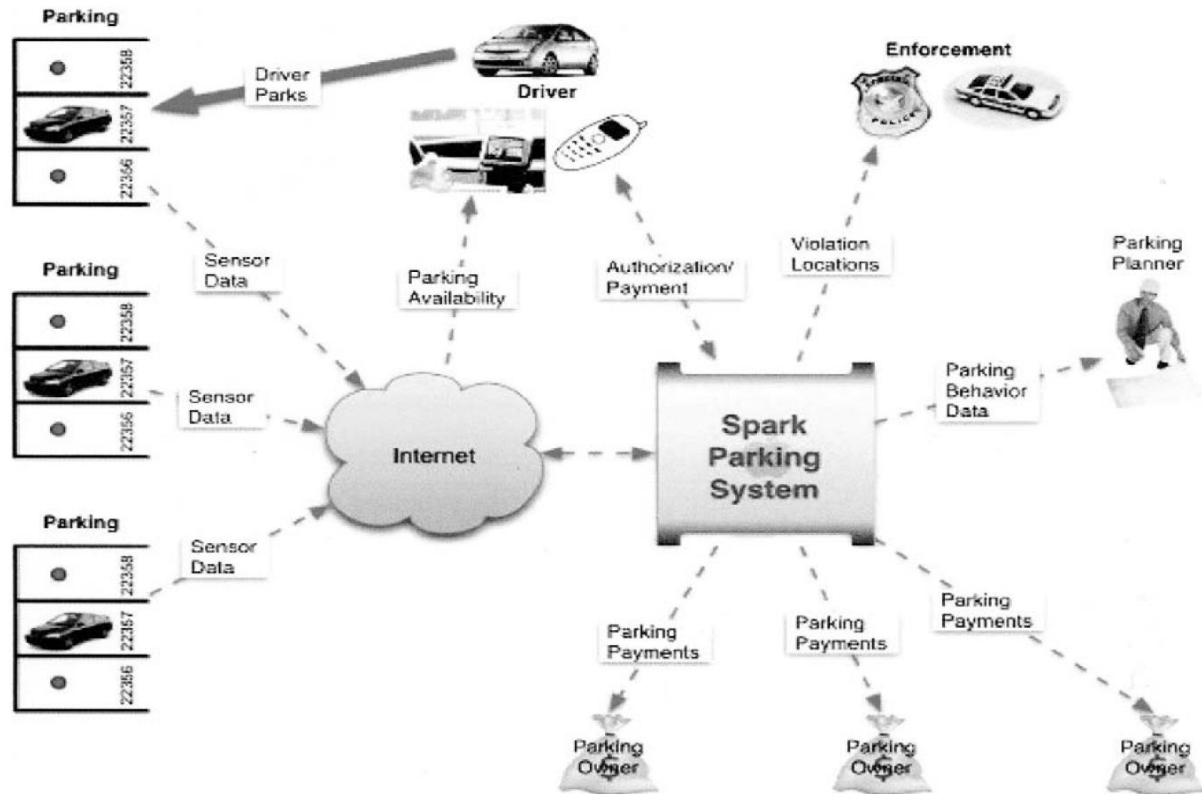 Parking
22358
22357
22356
Driver
Parks
Driver
Enforcement
POLICE
Sensor
Data
Parking
Availability
Authorization/
Payment
Violation
Locations
Parking
Planner
Parking
22358
22357
22356
Sensor
Data
Internet
Spark
Parking
System
Parking
Behavior
Data
Parking
22358
22357
22356
Sensor
Data
Parking
Payments
Parking
Payments
Parking
Payments
Parking
Owner
$
Parking
Owner
$
Parking
Owner
$